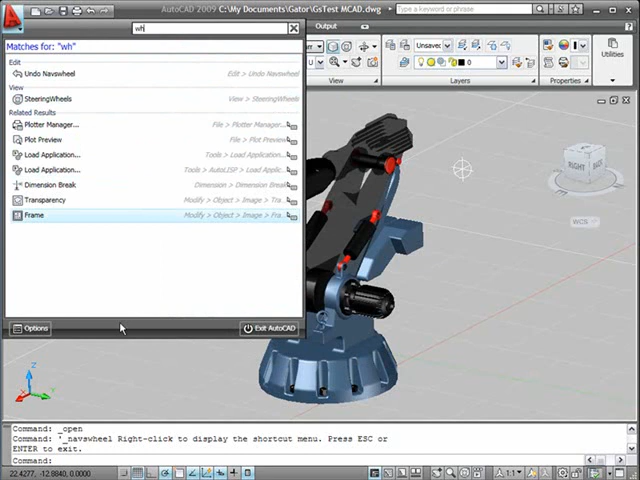 AutoCAD 2009 C:\My Documents\Gator\GsTest MCAD.dwg
Type a keyword or phrase
wh
Output
Matches for: "wh"
Edit
Undo Navswheel Edit > Undo Navswheel
View
SteeringWheels View > SteeringWheels
Related Results
Plotter Manager... File > Plotter Manager...
Plot Preview File > Plot Preview
Load Application... Tools > Load Application...
Load Application... Tools > AutoLISP > Load Applic...
Dimension Break Dimension > Dimension Break
Transparency Modify > Object > Image > Tra...
Frame Modify > Object > Image > Fra...
Options
Exit AutoCAD
Unsaved
0
View
Layers
Properties
Utilities
RIGHT
BACK
WCS
Z
X
Y
Command: _open
Command: '_navswheel Right-click to display the shortcut menu. Press ESC or
ENTER to exit.
Command:
22.4277, -12.8840, 0.0000
1:1